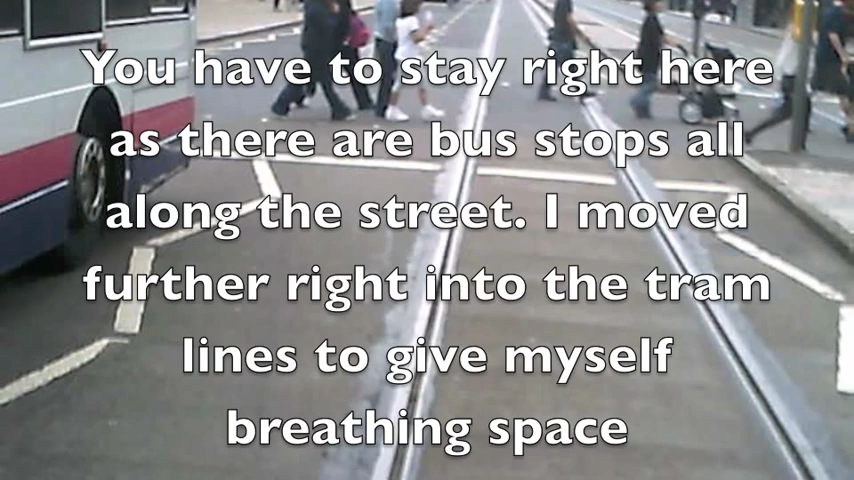 You have to stay right here
as there are bus stops all
along the street. I moved
further right into the tram
lines to give myself
breathing space